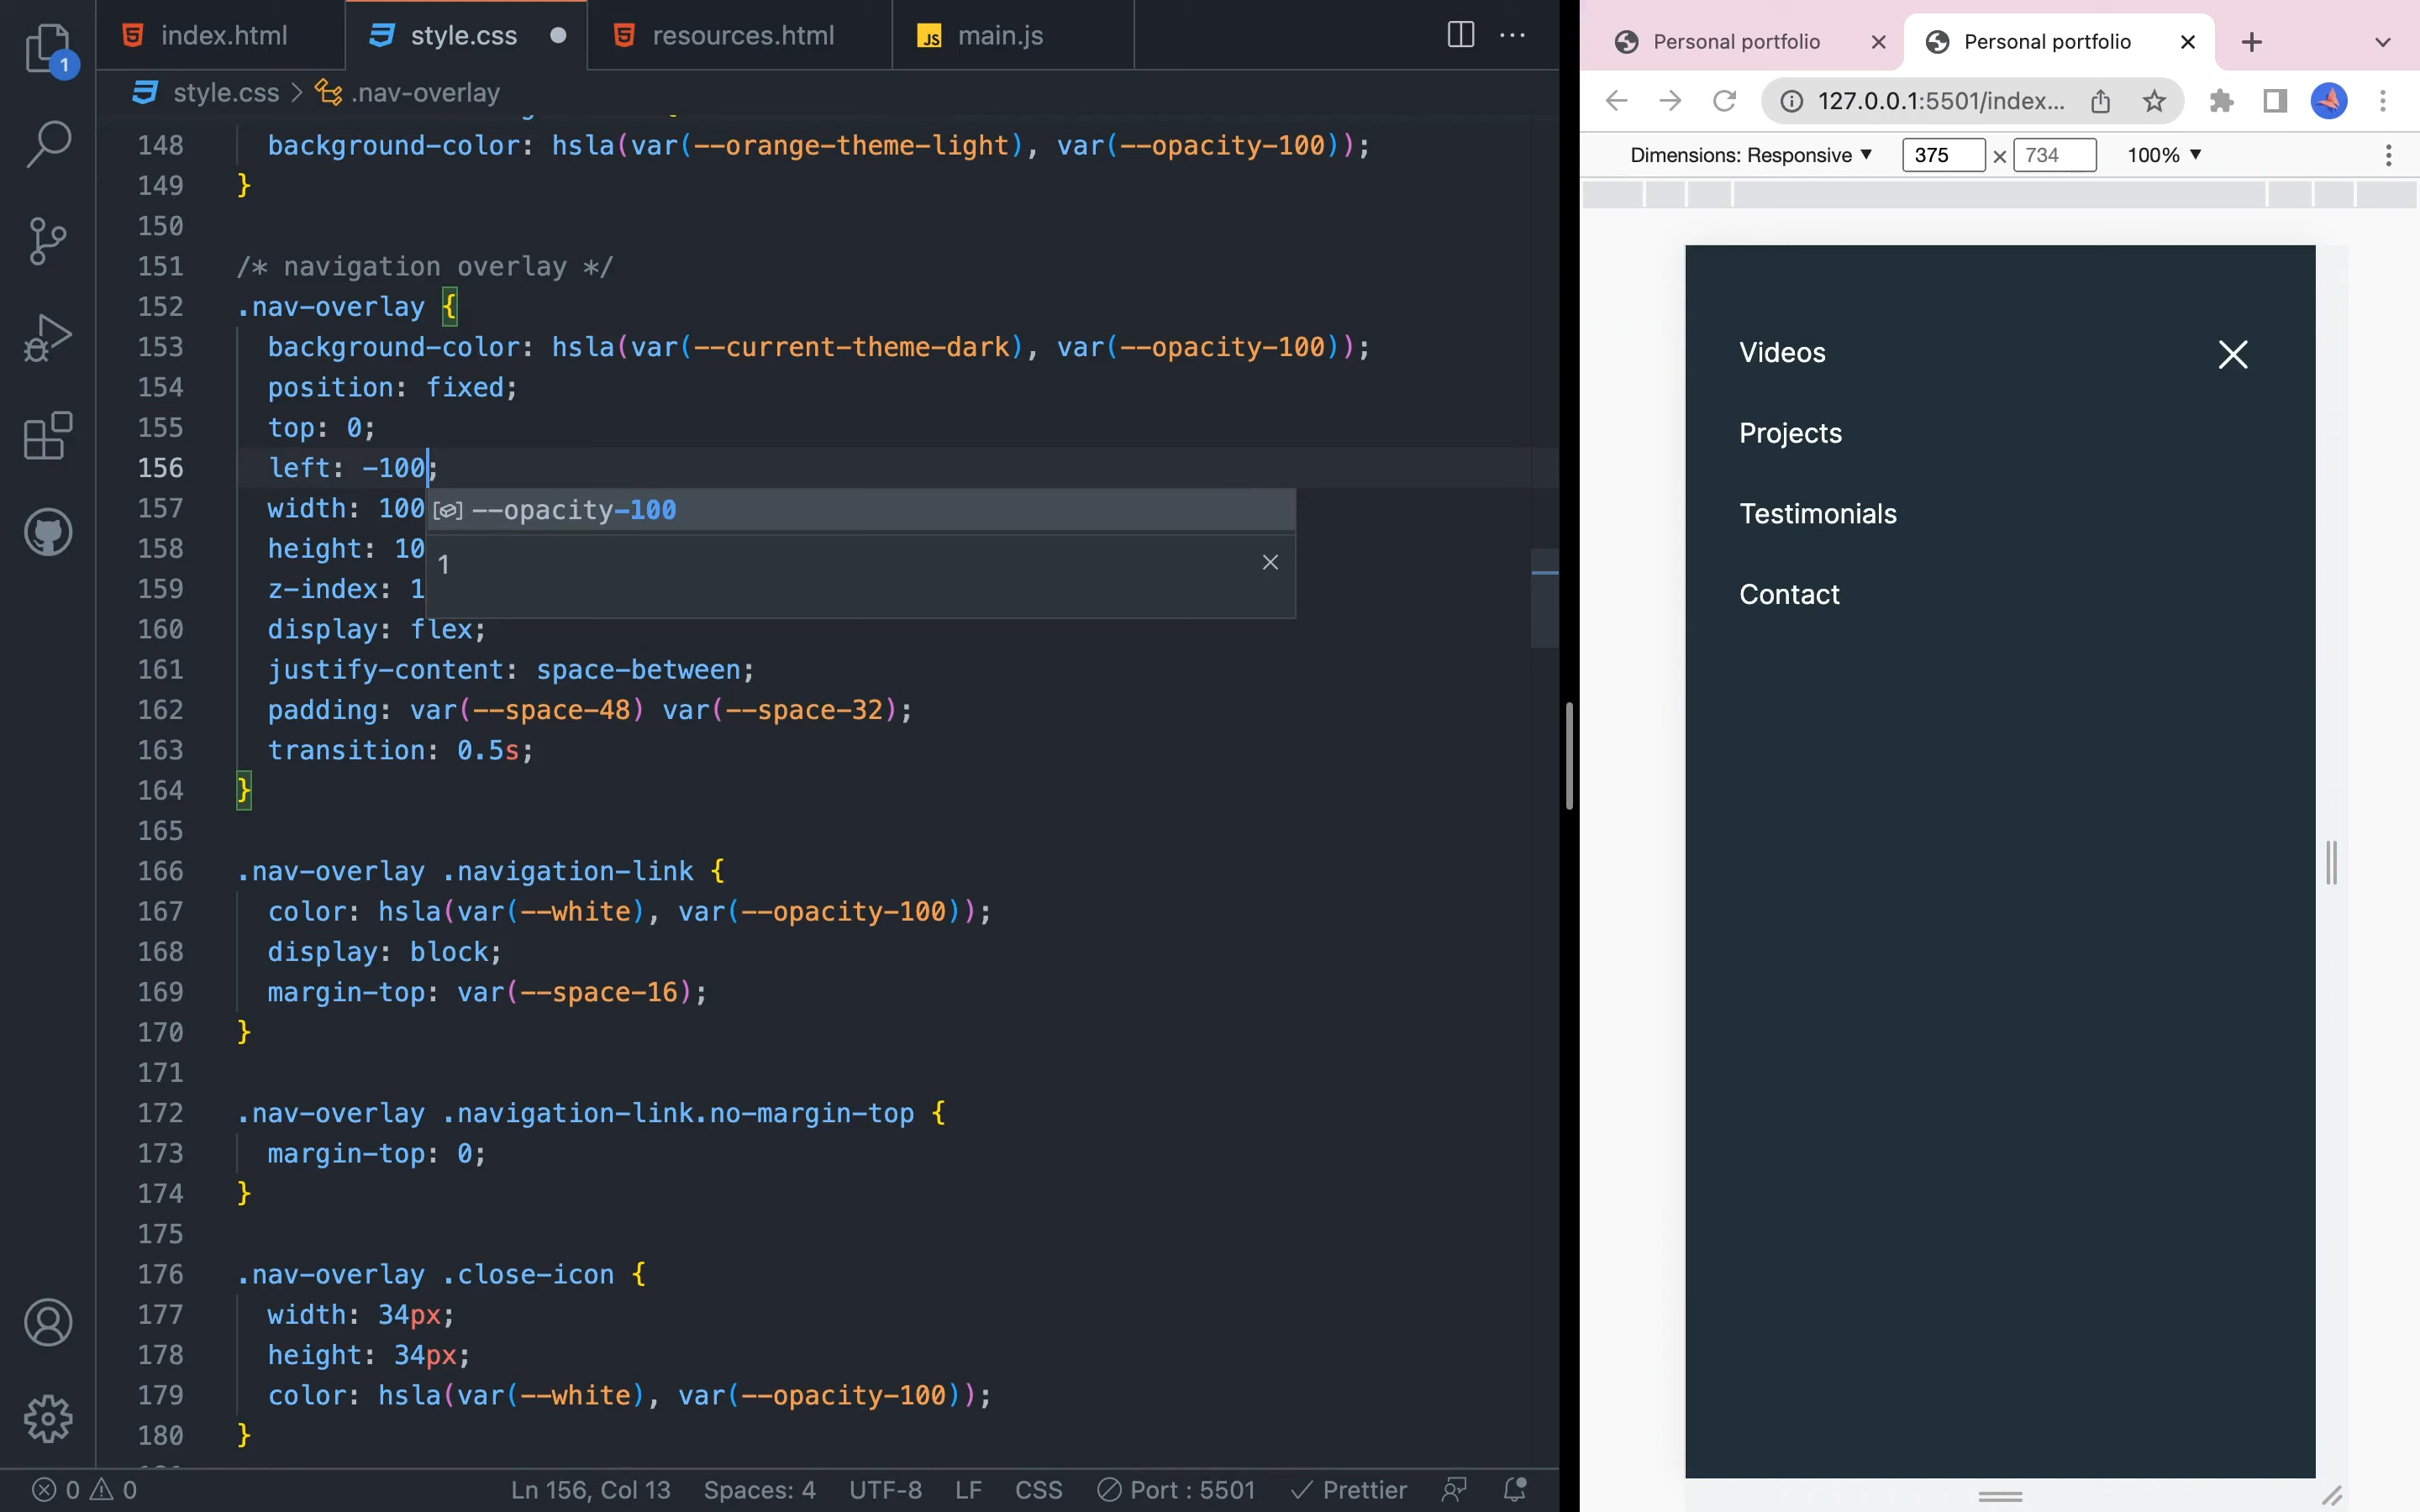 index.html
style.css
resources.html
JS main.js
1
style.css > .nav-overlay
148 background-color: hsla(var(--orange-theme-light), var(--opacity-100));
149 }
150
151 /* navigation overlay */
152 .nav-overlay {
153 background-color: hsla(var(--current-theme-dark), var(--opacity-100));
154 position: fixed;
155 top: 0;
156 left: -100;
157 width: 100
--opacity-100
158 height: 10
1
159 z-index: 1
160 display: flex;
161 justify-content: space-between;
162 padding: var(--space-48) var(--space-32);
163 transition: 0.5s;
164 }
165
166 .nav-overlay .navigation-link {
167 color: hsla(var(--white), var(--opacity-100));
168 display: block;
169 margin-top: var(--space-16);
170 }
171
172 .nav-overlay .navigation-link.no-margin-top {
173 margin-top: 0;
174 }
175
176 .nav-overlay .close-icon {
177 width: 34px;
178 height: 34px;
179 color: hsla(var(--white), var(--opacity-100));
180 }
0 0 Ln 156, Col 13 Spaces: 4 UTF-8 LF CSS Port : 5501 Prettier
Personal portfolio
Personal portfolio
127.0.0.1:5501/index...
Dimensions: Responsive 375 × 734 100%
Videos
Projects
Testimonials
Contact